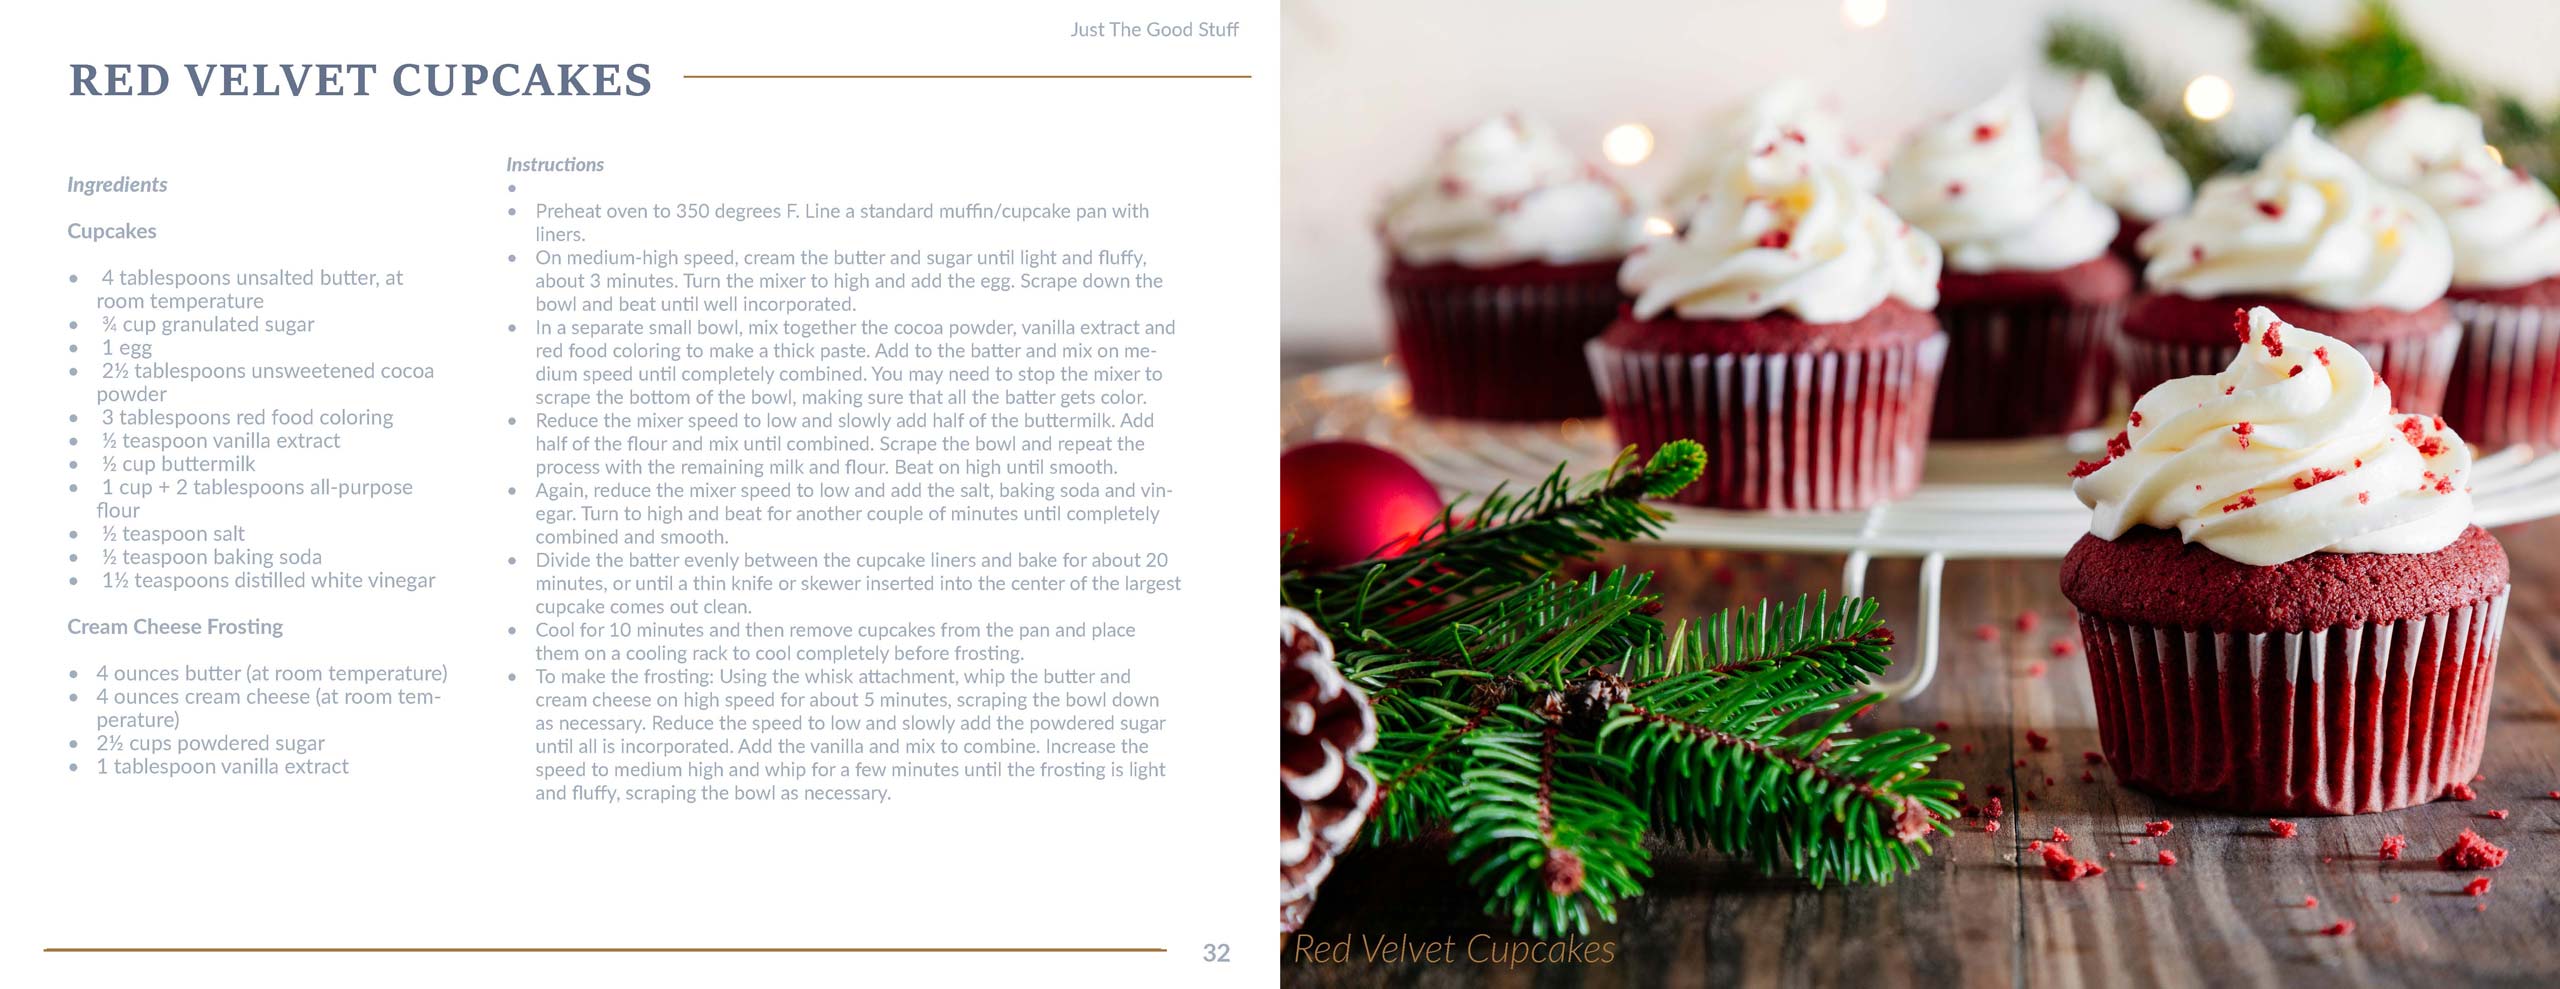 Just The Good Stuff
RED VELVET CUPCAKES
Ingredients
Cupcakes
• 4 tablespoons unsalted butter, at
room temperature
• ¾ cup granulated sugar
• 1 egg
• 2½ tablespoons unsweetened cocoa
powder
• 3 tablespoons red food coloring
• ½ teaspoon vanilla extract
• ½ cup buttermilk
• 1 cup + 2 tablespoons all-purpose
flour
• ½ teaspoon salt
• ½ teaspoon baking soda
• 1½ teaspoons distilled white vinegar
Cream Cheese Frosting
• 4 ounces butter (at room temperature)
• 4 ounces cream cheese (at room tem-
perature)
• 2½ cups powdered sugar
• 1 tablespoon vanilla extract
Instructions
•
• Preheat oven to 350 degrees F. Line a standard muffin/cupcake pan with
liners.
• On medium-high speed, cream the butter and sugar until light and fluffy,
about 3 minutes. Turn the mixer to high and add the egg. Scrape down the
bowl and beat until well incorporated.
• In a separate small bowl, mix together the cocoa powder, vanilla extract and
red food coloring to make a thick paste. Add to the batter and mix on me-
dium speed until completely combined. You may need to stop the mixer to
scrape the bottom of the bowl, making sure that all the batter gets color.
• Reduce the mixer speed to low and slowly add half of the buttermilk. Add
half of the flour and mix until combined. Scrape the bowl and repeat the
process with the remaining milk and flour. Beat on high until smooth.
• Again, reduce the mixer speed to low and add the salt, baking soda and vin-
egar. Turn to high and beat for another couple of minutes until completely
combined and smooth.
• Divide the batter evenly between the cupcake liners and bake for about 20
minutes, or until a thin knife or skewer inserted into the center of the largest
cupcake comes out clean.
• Cool for 10 minutes and then remove cupcakes from the pan and place
them on a cooling rack to cool completely before frosting.
• To make the frosting: Using the whisk attachment, whip the butter and
cream cheese on high speed for about 5 minutes, scraping the bowl down
as necessary. Reduce the speed to low and slowly add the powdered sugar
until all is incorporated. Add the vanilla and mix to combine. Increase the
speed to medium high and whip for a few minutes until the frosting is light
and fluffy, scraping the bowl as necessary.
32
Red Velvet Cupcakes